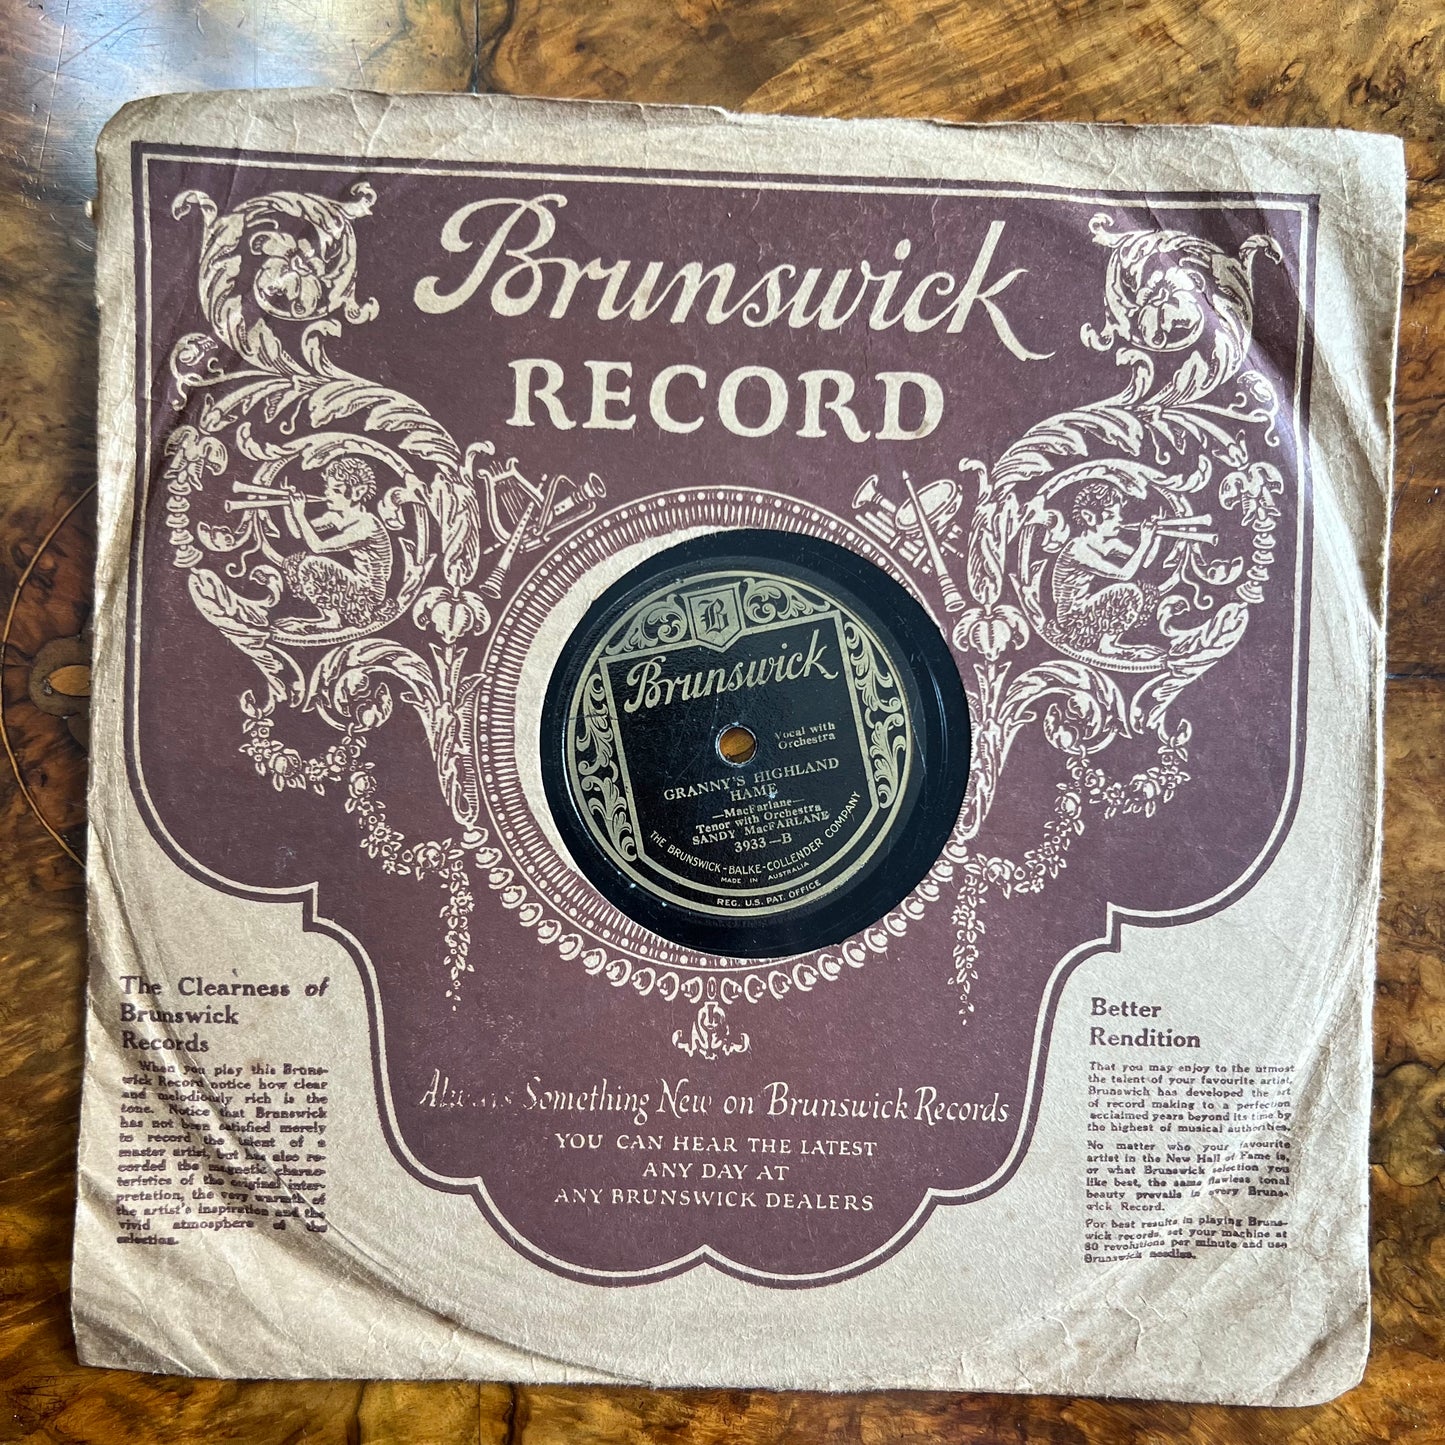 Brunswick
RECORD
B
Brunswick
Vocal with
Orchestra
GRANNY'S HIGHLAND
HAME
—MacFarlane—
Tenor with Orchestra
SANDY MacFARLANE
3933—B
THE BRUNSWICK-BALKE-COLLENDER COMPANY
MADE IN AUSTRALIA
REG. U.S. PAT. OFFICE
The Clearness of
Brunswick
Records
When you play this Bruns-
wick Record notice how clear
and melodiously rich is the
tone. Notice that Brunswick
has not been satisfied merely
to record the talent of a
master artist, but has also re-
corded the magnetic charac-
teristics of the original inter-
pretation, the very warmth of
the artist's inspiration and the
vivid atmosphere of the
selection.
Always Something New on Brunswick Records
YOU CAN HEAR THE LATEST
ANY DAY AT
ANY BRUNSWICK DEALERS
Better
Rendition
That you may enjoy to the utmost
the talent of your favourite artist,
Brunswick has developed the art
of record making to a perfection
acclaimed years beyond its time by
the highest of musical authorities.
No matter who your favourite
artist in the New Hall of Fame is,
or what Brunswick selection you
like best, the same flawless tonal
beauty prevails in every Bruns-
wick Record.
For best results in playing Bruns-
wick records, set your machine at
80 revolutions per minute and use
Brunswick needles.